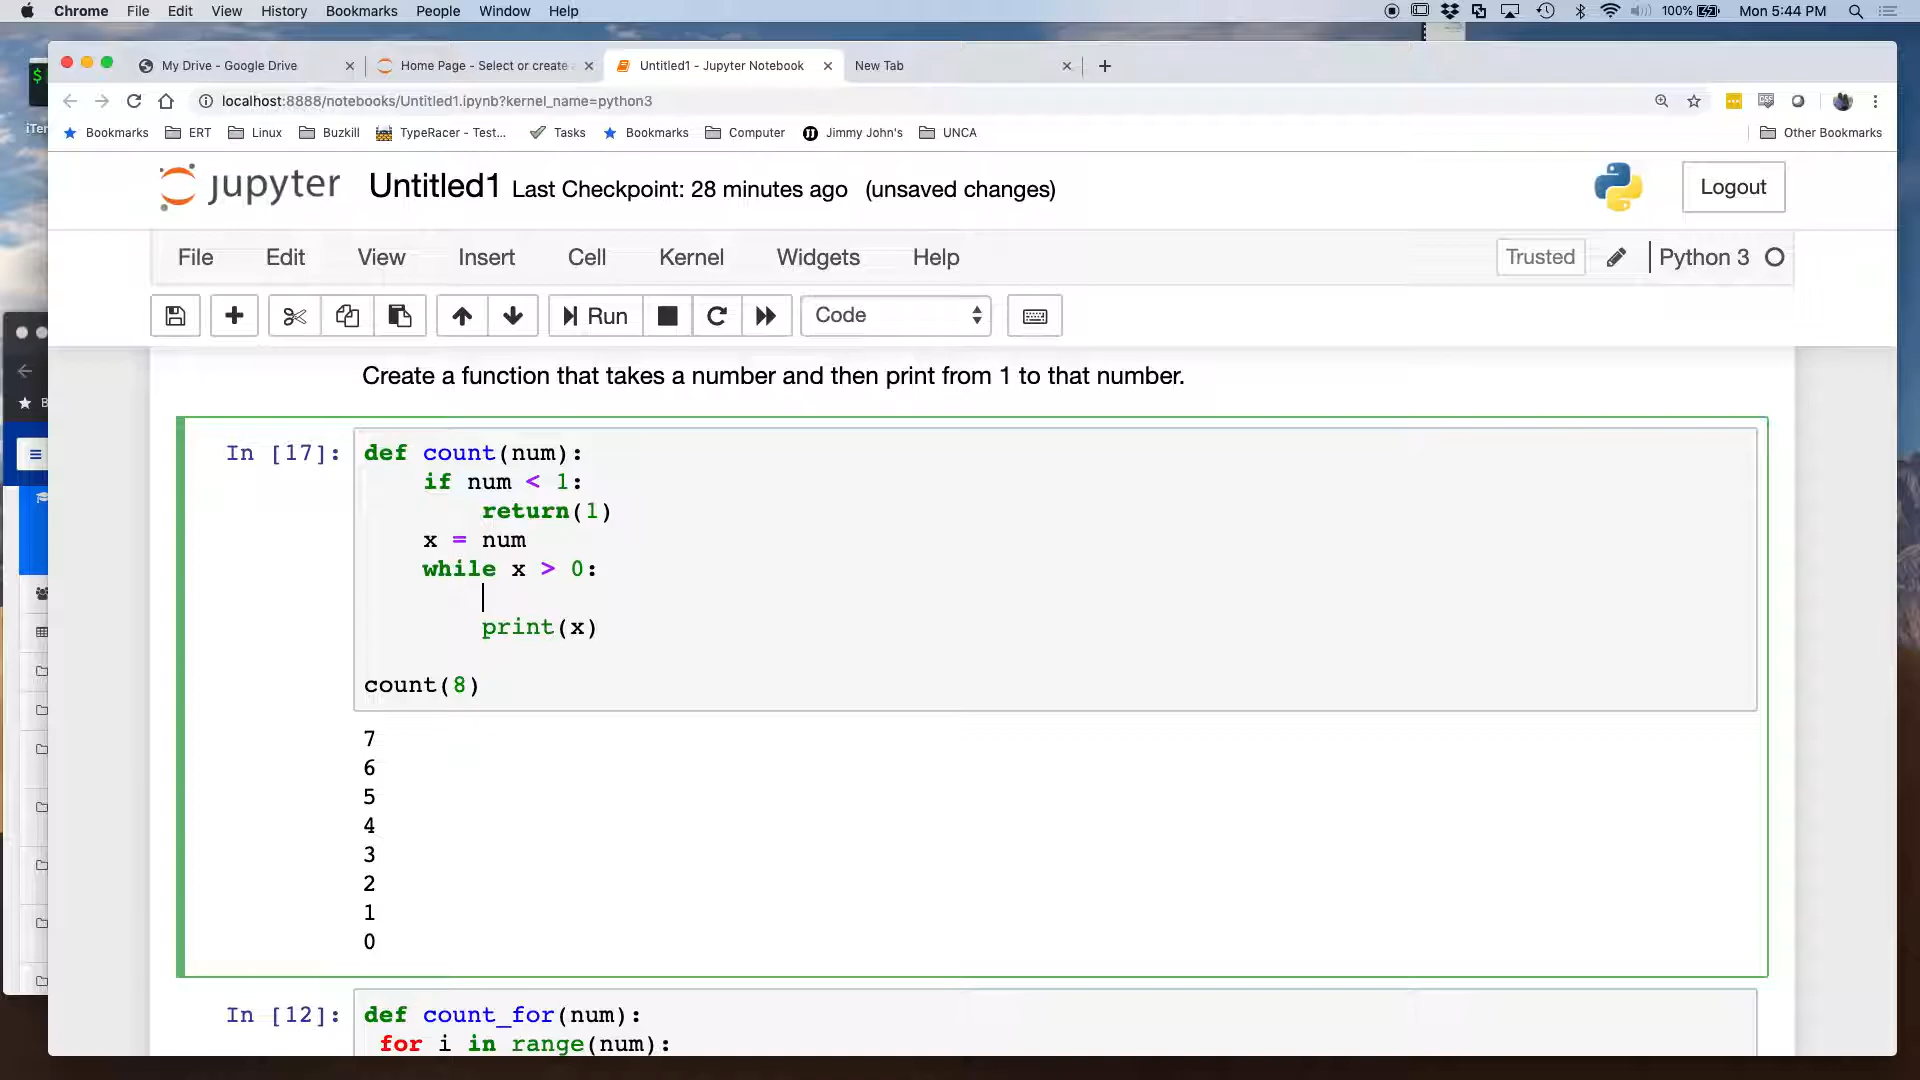 Chrome File Edit View History Bookmarks People Window Help 100% Mon 5:44 PM
My Drive - Google Drive Home Page - Select or create Untitled1 - Jupyter Notebook New Tab
localhost:8888/notebooks/Untitled1.ipynb?kernel_name=python3
Bookmarks ERT Linux Buzkill TypeRacer - Test... Tasks Bookmarks Computer Jimmy John's UNCA Other Bookmarks
jupyter Untitled1 Last Checkpoint: 28 minutes ago (unsaved changes) Logout
File Edit View Insert Cell Kernel Widgets Help Trusted Python 3
Run Code
Create a function that takes a number and then print from 1 to that number.
In [17]: def count(num):
if num < 1:
return(1)
x = num
while x > 0:
print(x)
count(8)
7
6
5
4
3
2
1
0
In [12]: def count_for(num):
for i in range(num):